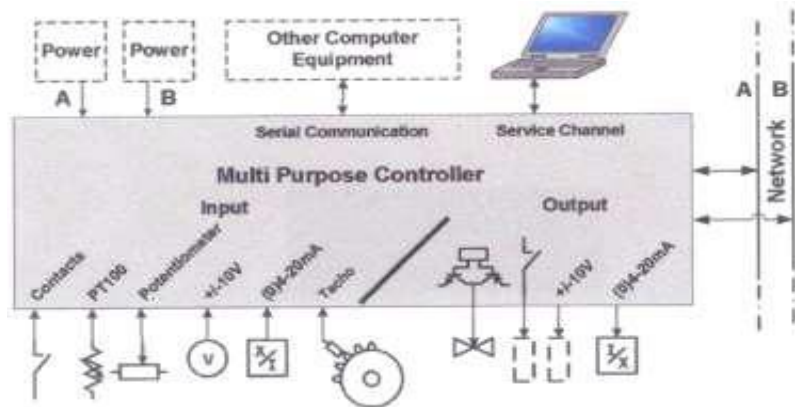 Power
Power
Other Computer
Equipment
A
B
A
B
Network
Serial Communication
Service Channel
Multi Purpose Controller
Input
Output
Contacts
PT100
Potentiometer
+/-10V
(0)4-20mA
Tacho
+/-10V
(0)4-20mA
V
X/I
I/X